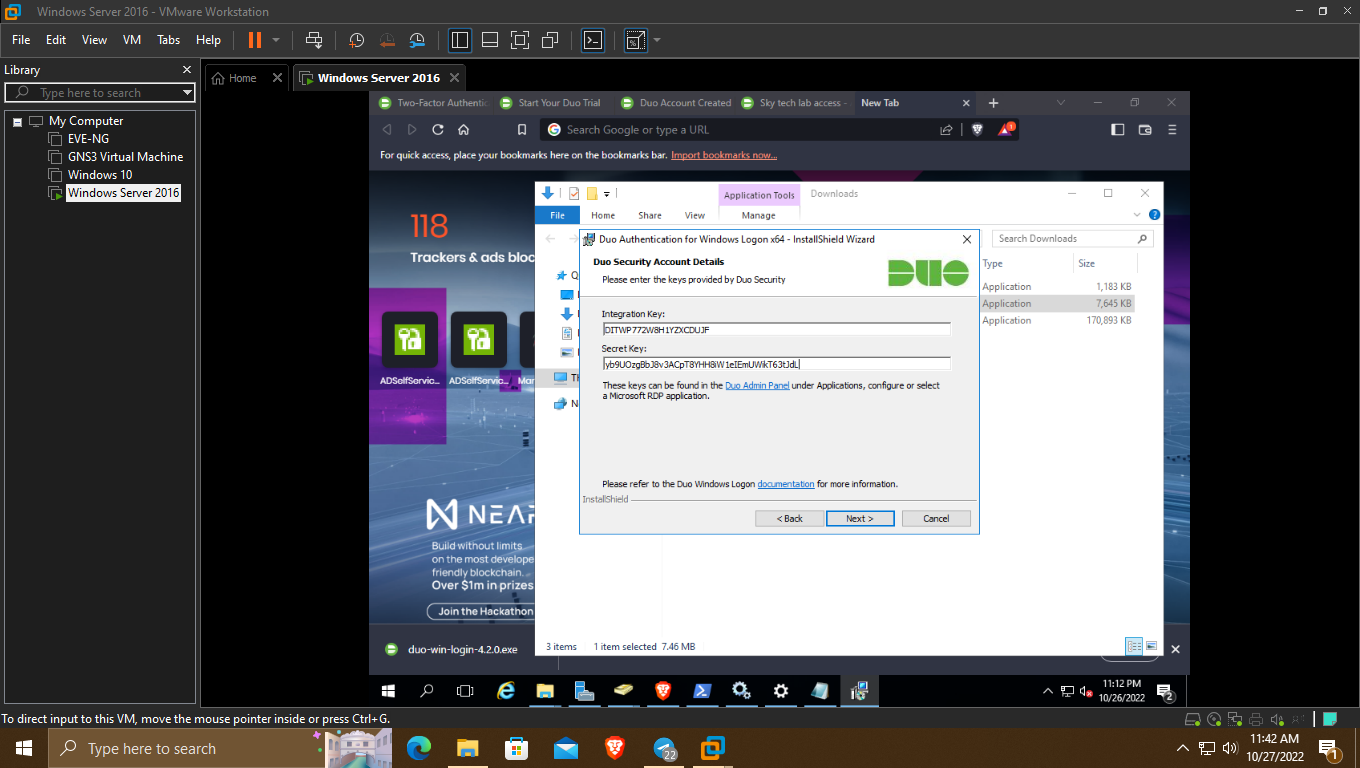 Windows Server 2016 - VMware Workstation
File Edit View VM Tabs Help
Library
Type here to search
My Computer
EVE-NG
GNS3 Virtual Machine
Windows 10
Windows Server 2016
Home
Windows Server 2016
Two-Factor Authentic
Start Your Duo Trial
Duo Account Created
Sky tech lab access -
New Tab
Search Google or type a URL
1
For quick access, place your bookmarks here on the bookmarks bar. Import bookmarks now...
118
Trackers & ads bloc
ADSelfServic...
ADSelfServic...
Mar
NEAR
Build without limits
on the most develope
friendly blockchain.
Over $1m in prizes
Join the Hackathon
Application Tools
Downloads
File Home Share View Manage
Search Downloads
Type Size
Application 1,183 KB
Application 7,645 KB
Application 170,893 KB
Q
Th
N
Duo Authentication for Windows Logon x64 - InstallShield Wizard
Duo Security Account Details
Please enter the keys provided by Duo Security
DUO
Integration Key:
DITWP772W8H1YZXCDUJF
Secret Key:
yb9UOzgBbJ8v3ACpT8YHH8iW1eIEmUWikT63tJdL
These keys can be found in the Duo Admin Panel under Applications, configure or select
a Microsoft RDP application.
Please refer to the Duo Windows Logon documentation for more information.
InstallShield
< Back
Next >
Cancel
3 items 1 item selected 7.46 MB
duo-win-login-4.2.0.exe
11:12 PM
10/26/2022
2
To direct input to this VM, move the mouse pointer inside or press Ctrl+G.
Type here to search
22
11:42 AM
10/27/2022
1